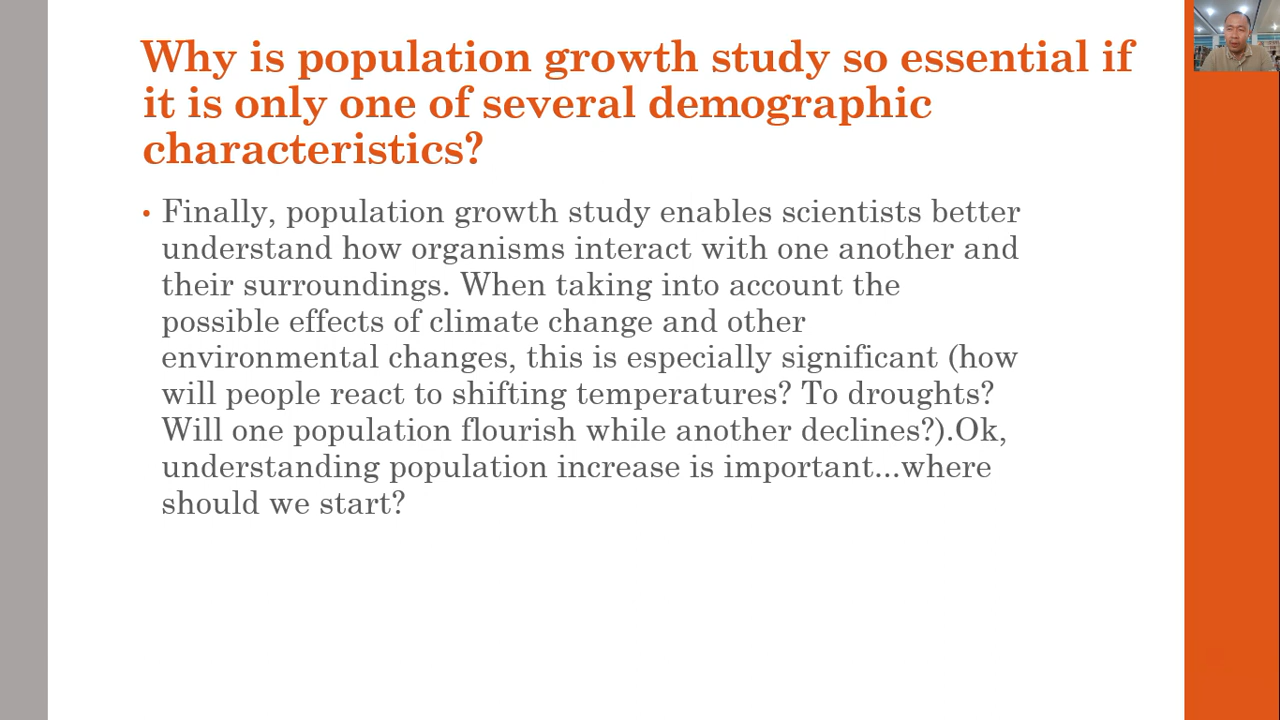 Why is population growth study so essential if
it is only one of several demographic
characteristics?
• Finally, population growth study enables scientists better
understand how organisms interact with one another and
their surroundings. When taking into account the
possible effects of climate change and other
environmental changes, this is especially significant (how
will people react to shifting temperatures? To droughts?
Will one population flourish while another declines?).Ok,
understanding population increase is important...where
should we start?